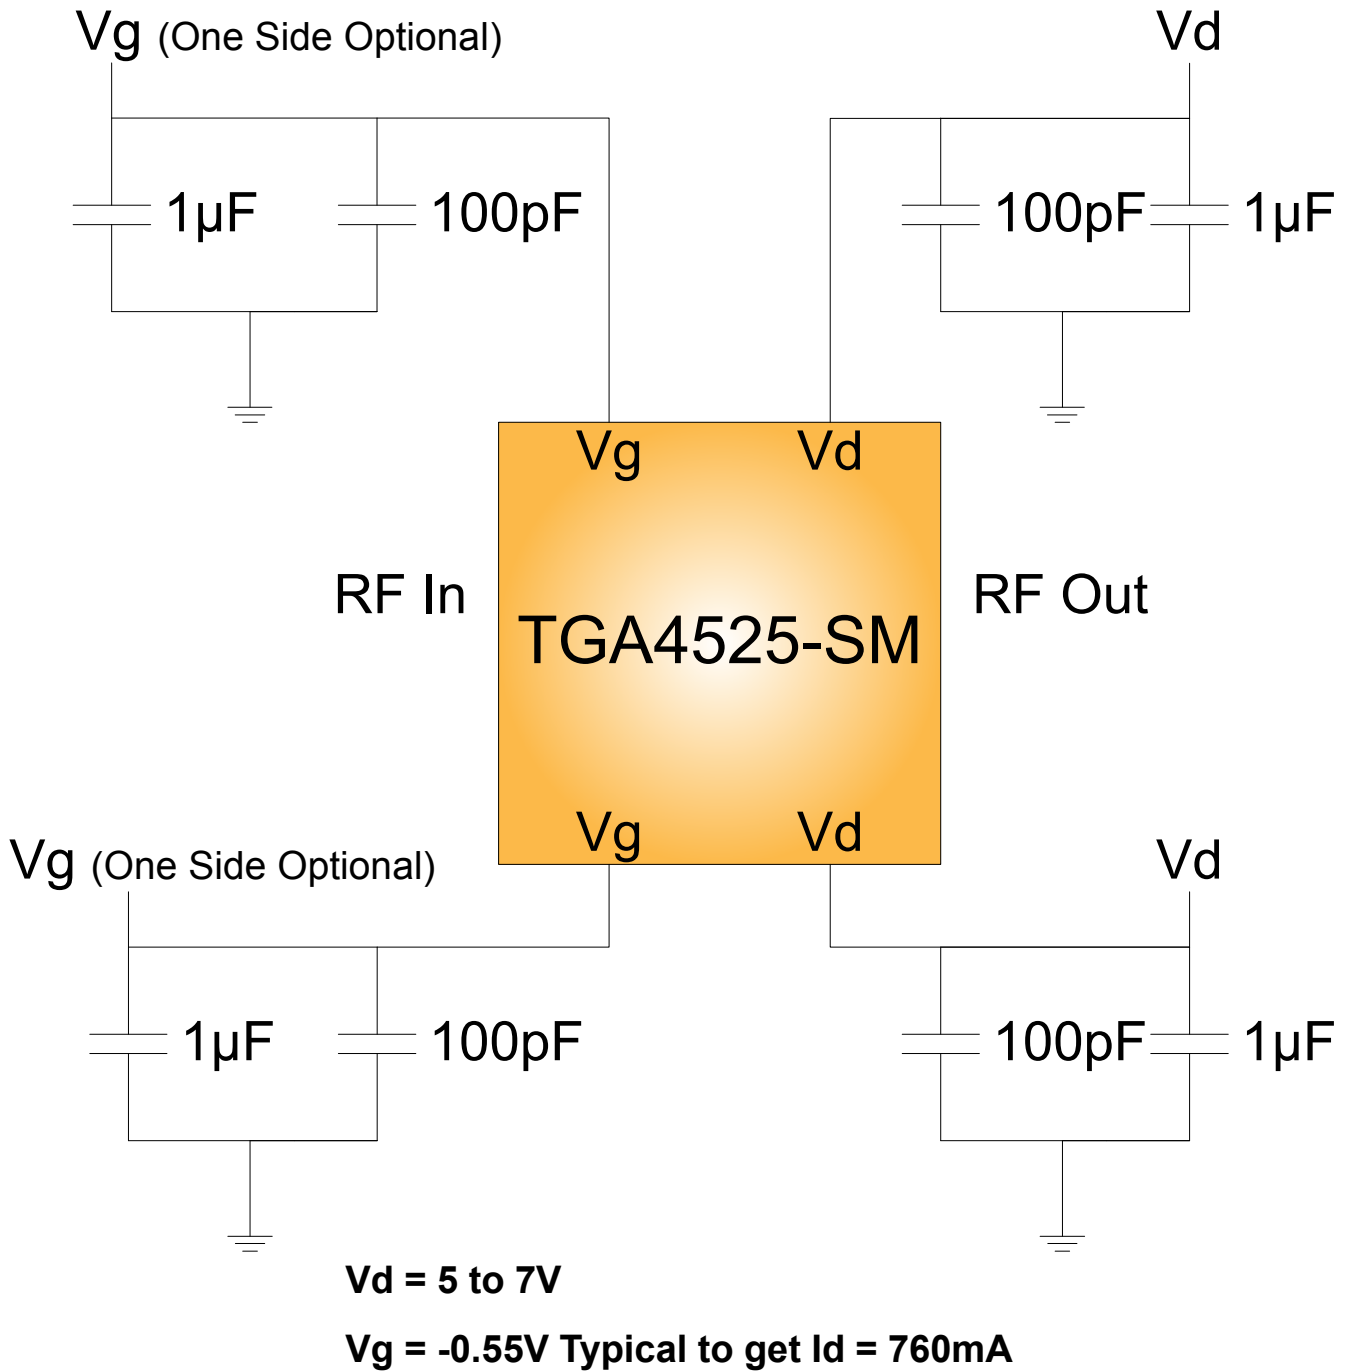 Vg (One Side Optional)
Vd
1µF
100pF
100pF
1µF
Vg
Vd
RF In
RF Out
TGA4525-SM
Vg
Vd
Vg (One Side Optional)
Vd
1µF
100pF
100pF
1µF
Vd = 5 to 7V
Vg = -0.55V Typical to get Id = 760mA